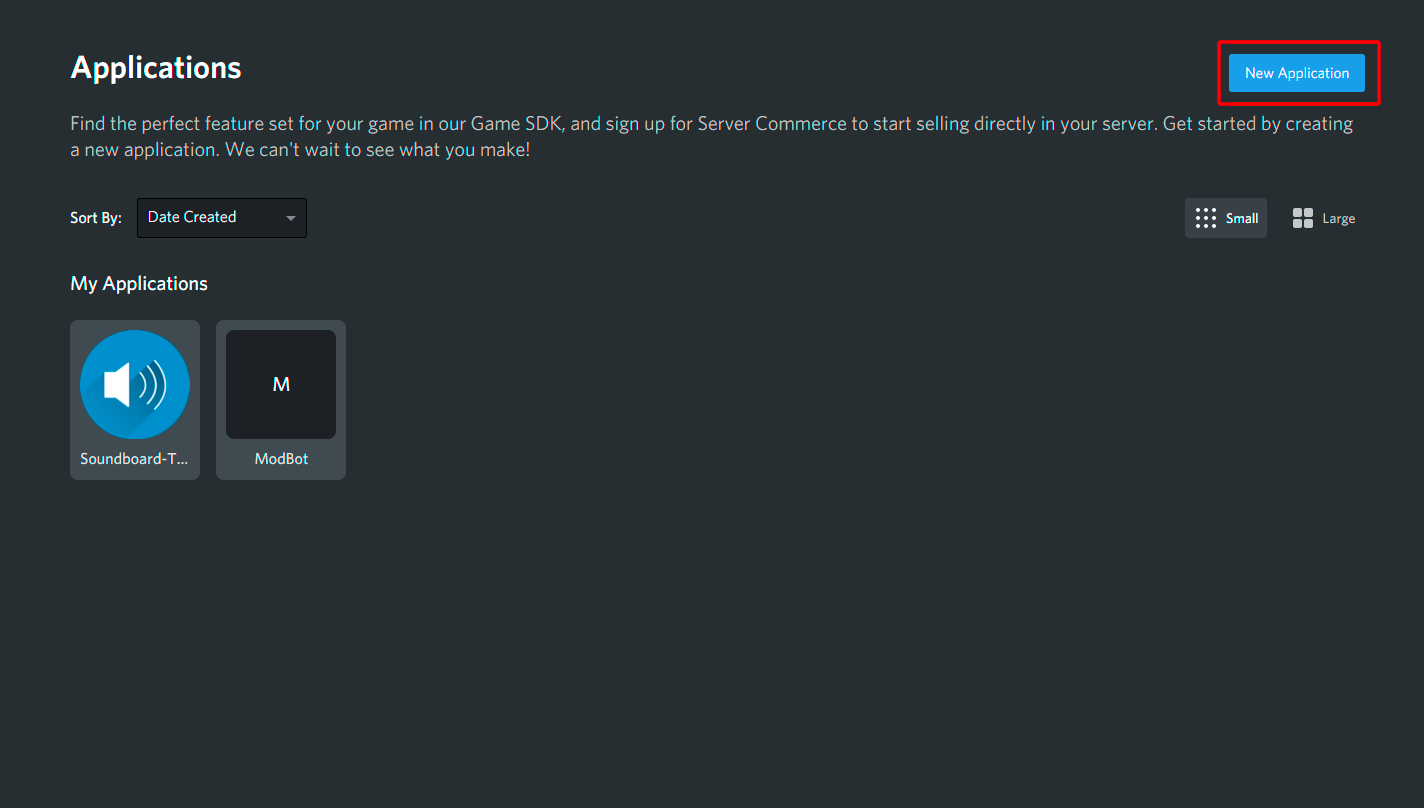 Applications
New Application
Find the perfect feature set for your game in our Game SDK, and sign up for Server Commerce to start selling directly in your server. Get started by creating
a new application. We can't wait to see what you make!
Sort By:
Date Created
Small
Large
My Applications
M
Soundboard-T...
ModBot